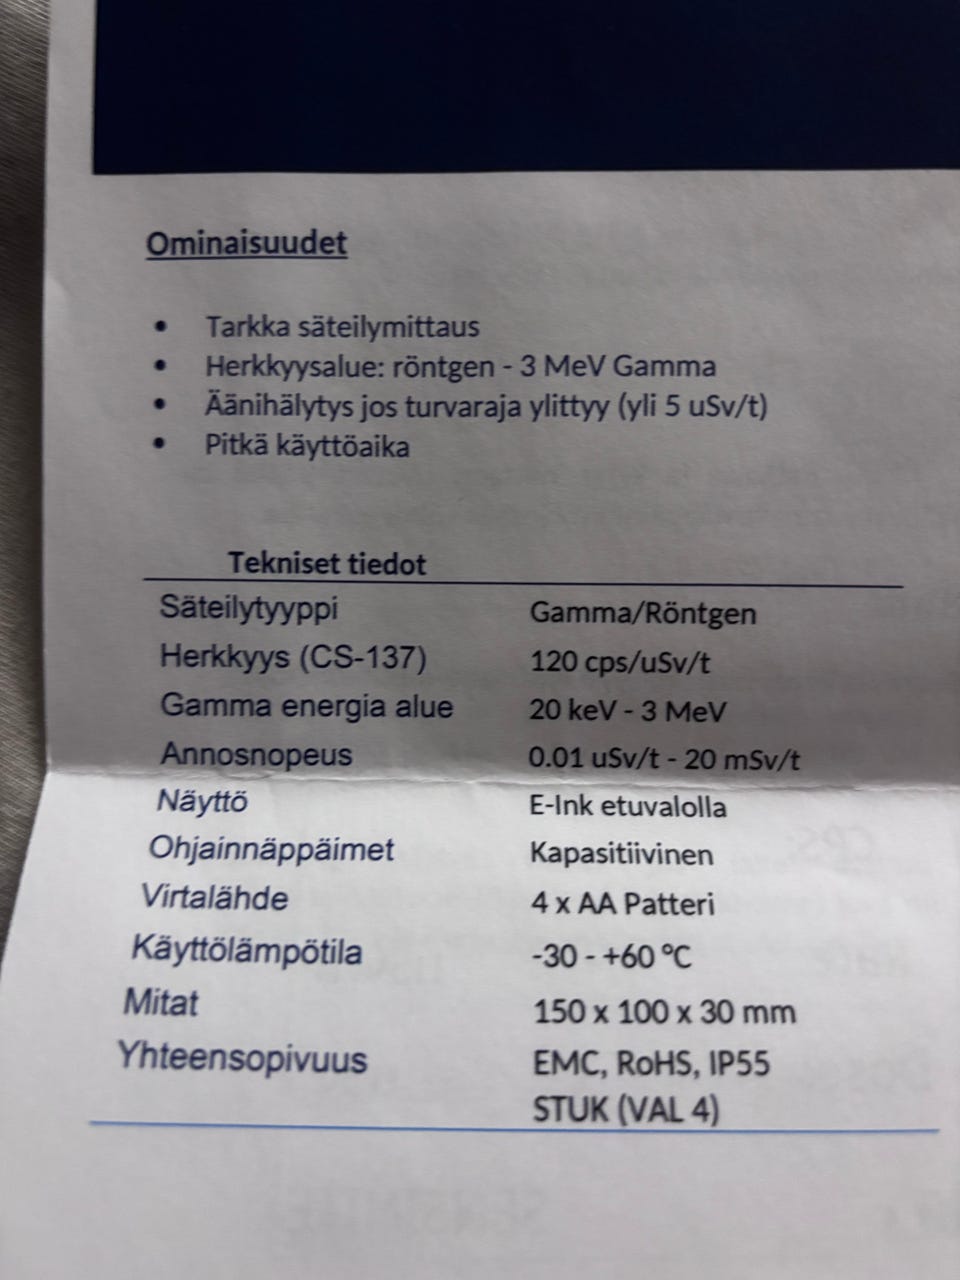 Ominaisuudet
• Tarkka säteilymittaus
• Herkkyysalue: röntgen - 3 MeV Gamma
• Äänihälytys jos turvaraja ylittyy (yli 5 uSv/t)
• Pitkä käyttöaika
Tekniset tiedot
Säteilytyyppi Gamma/Röntgen
Herkkyys (CS-137) 120 cps/uSv/t
Gamma energia alue 20 keV - 3 MeV
Annosnopeus 0.01 uSv/t - 20 mSv/t
Näyttö E-Ink etuvalolla
Ohjainnäppäimet Kapasitiivinen
Virtalähde 4 x AA Patteri
Käyttölämpötila -30 - +60 °C
Mitat 150 x 100 x 30 mm
Yhteensopivuus EMC, RoHS, IP55
STUK (VAL 4)